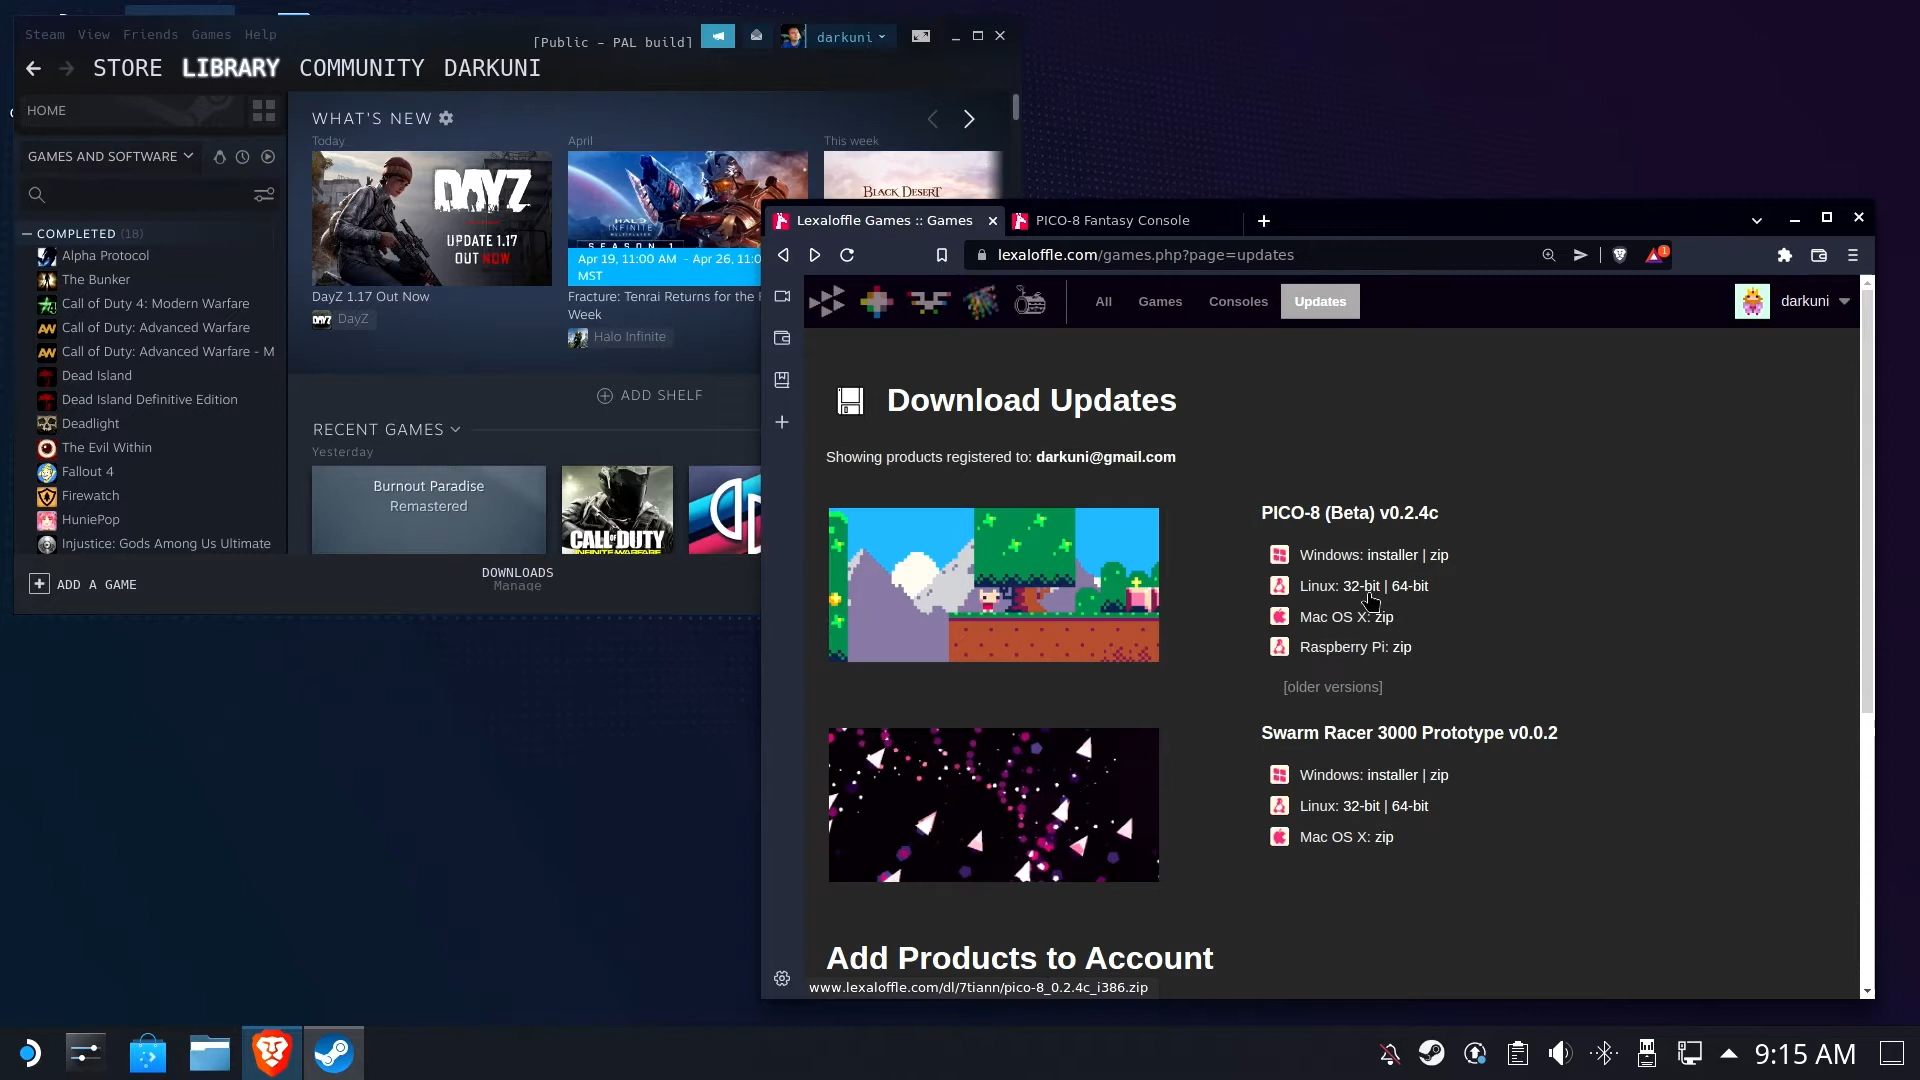 Steam View Friends Games Help
[Public - PAL build]
darkuni
STORE LIBRARY COMMUNITY DARKUNI
HOME
GAMES AND SOFTWARE
COMPLETED (18)
Alpha Protocol
The Bunker
Call of Duty 4: Modern Warfare
Call of Duty: Advanced Warfare
Call of Duty: Advanced Warfare - M
Dead Island
Dead Island Definitive Edition
Deadlight
The Evil Within
Fallout 4
Firewatch
HuniePop
Injustice: Gods Among Us Ultimate
ADD A GAME
WHAT'S NEW
Today
April
This week
DAYZ
UPDATE 1.17
OUT NOW
HALO
INFINITE
SEASON 1
Apr 19, 11:00 AM - Apr 26, 11:0
MST
BLACK DESERT
DayZ 1.17 Out Now
DayZ
Fracture: Tenrai Returns for the F
Week
Halo Infinite
ADD SHELF
RECENT GAMES
Yesterday
Burnout Paradise
Remastered
CALL OF DUTY
INFINITE WARFARE
DOWNLOADS
Manage
Lexaloffle Games :: Games
PICO-8 Fantasy Console
lexaloffle.com/games.php?page=updates
1
All Games Consoles Updates
darkuni
Download Updates
Showing products registered to: darkuni@gmail.com
PICO-8 (Beta) v0.2.4c
Windows: installer | zip
Linux: 32-bit | 64-bit
Mac OS X: zip
Raspberry Pi: zip
[older versions]
Swarm Racer 3000 Prototype v0.0.2
Windows: installer | zip
Linux: 32-bit | 64-bit
Mac OS X: zip
Add Products to Account
www.lexaloffle.com/dl/7tiann/pico-8_0.2.4c_i386.zip
9:15 AM